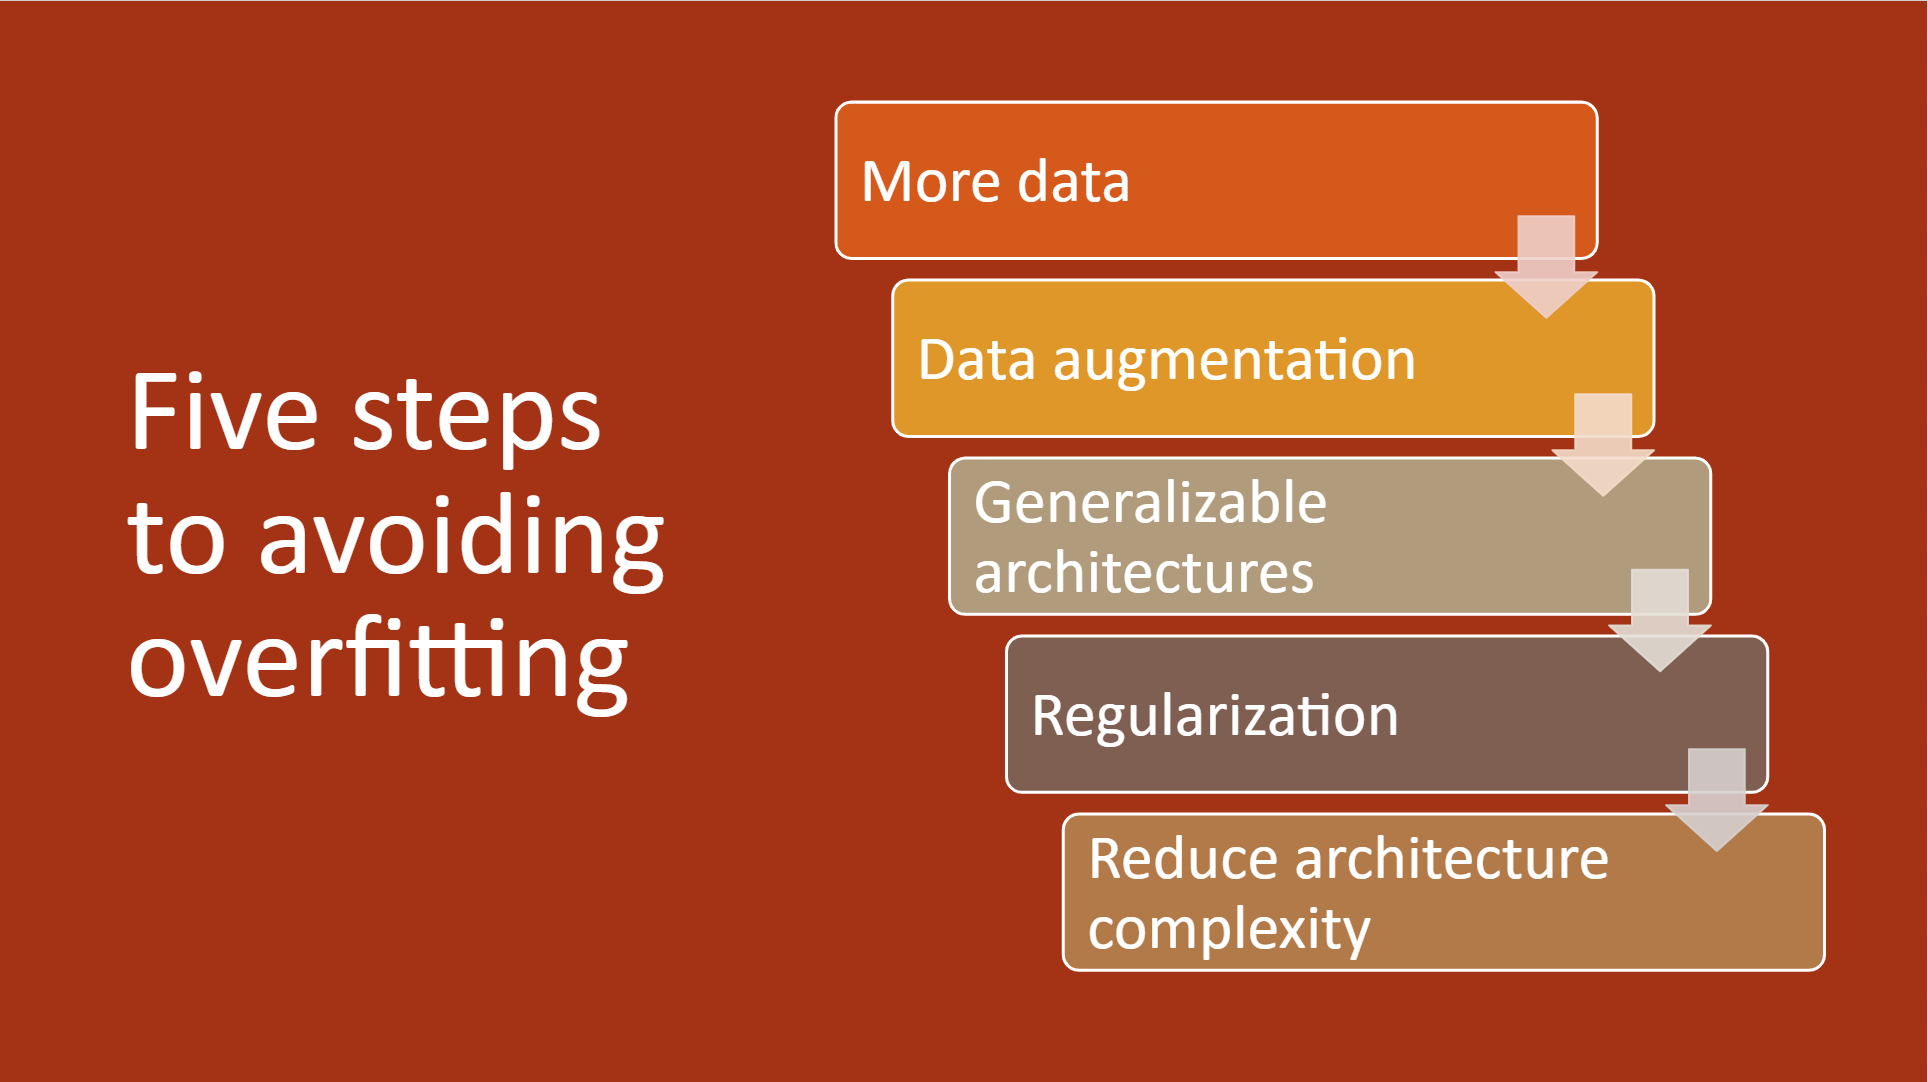 Five steps
to avoiding
overfitting
More data
Data augmentation
Generalizable
architectures
Regularization
Reduce architecture
complexity